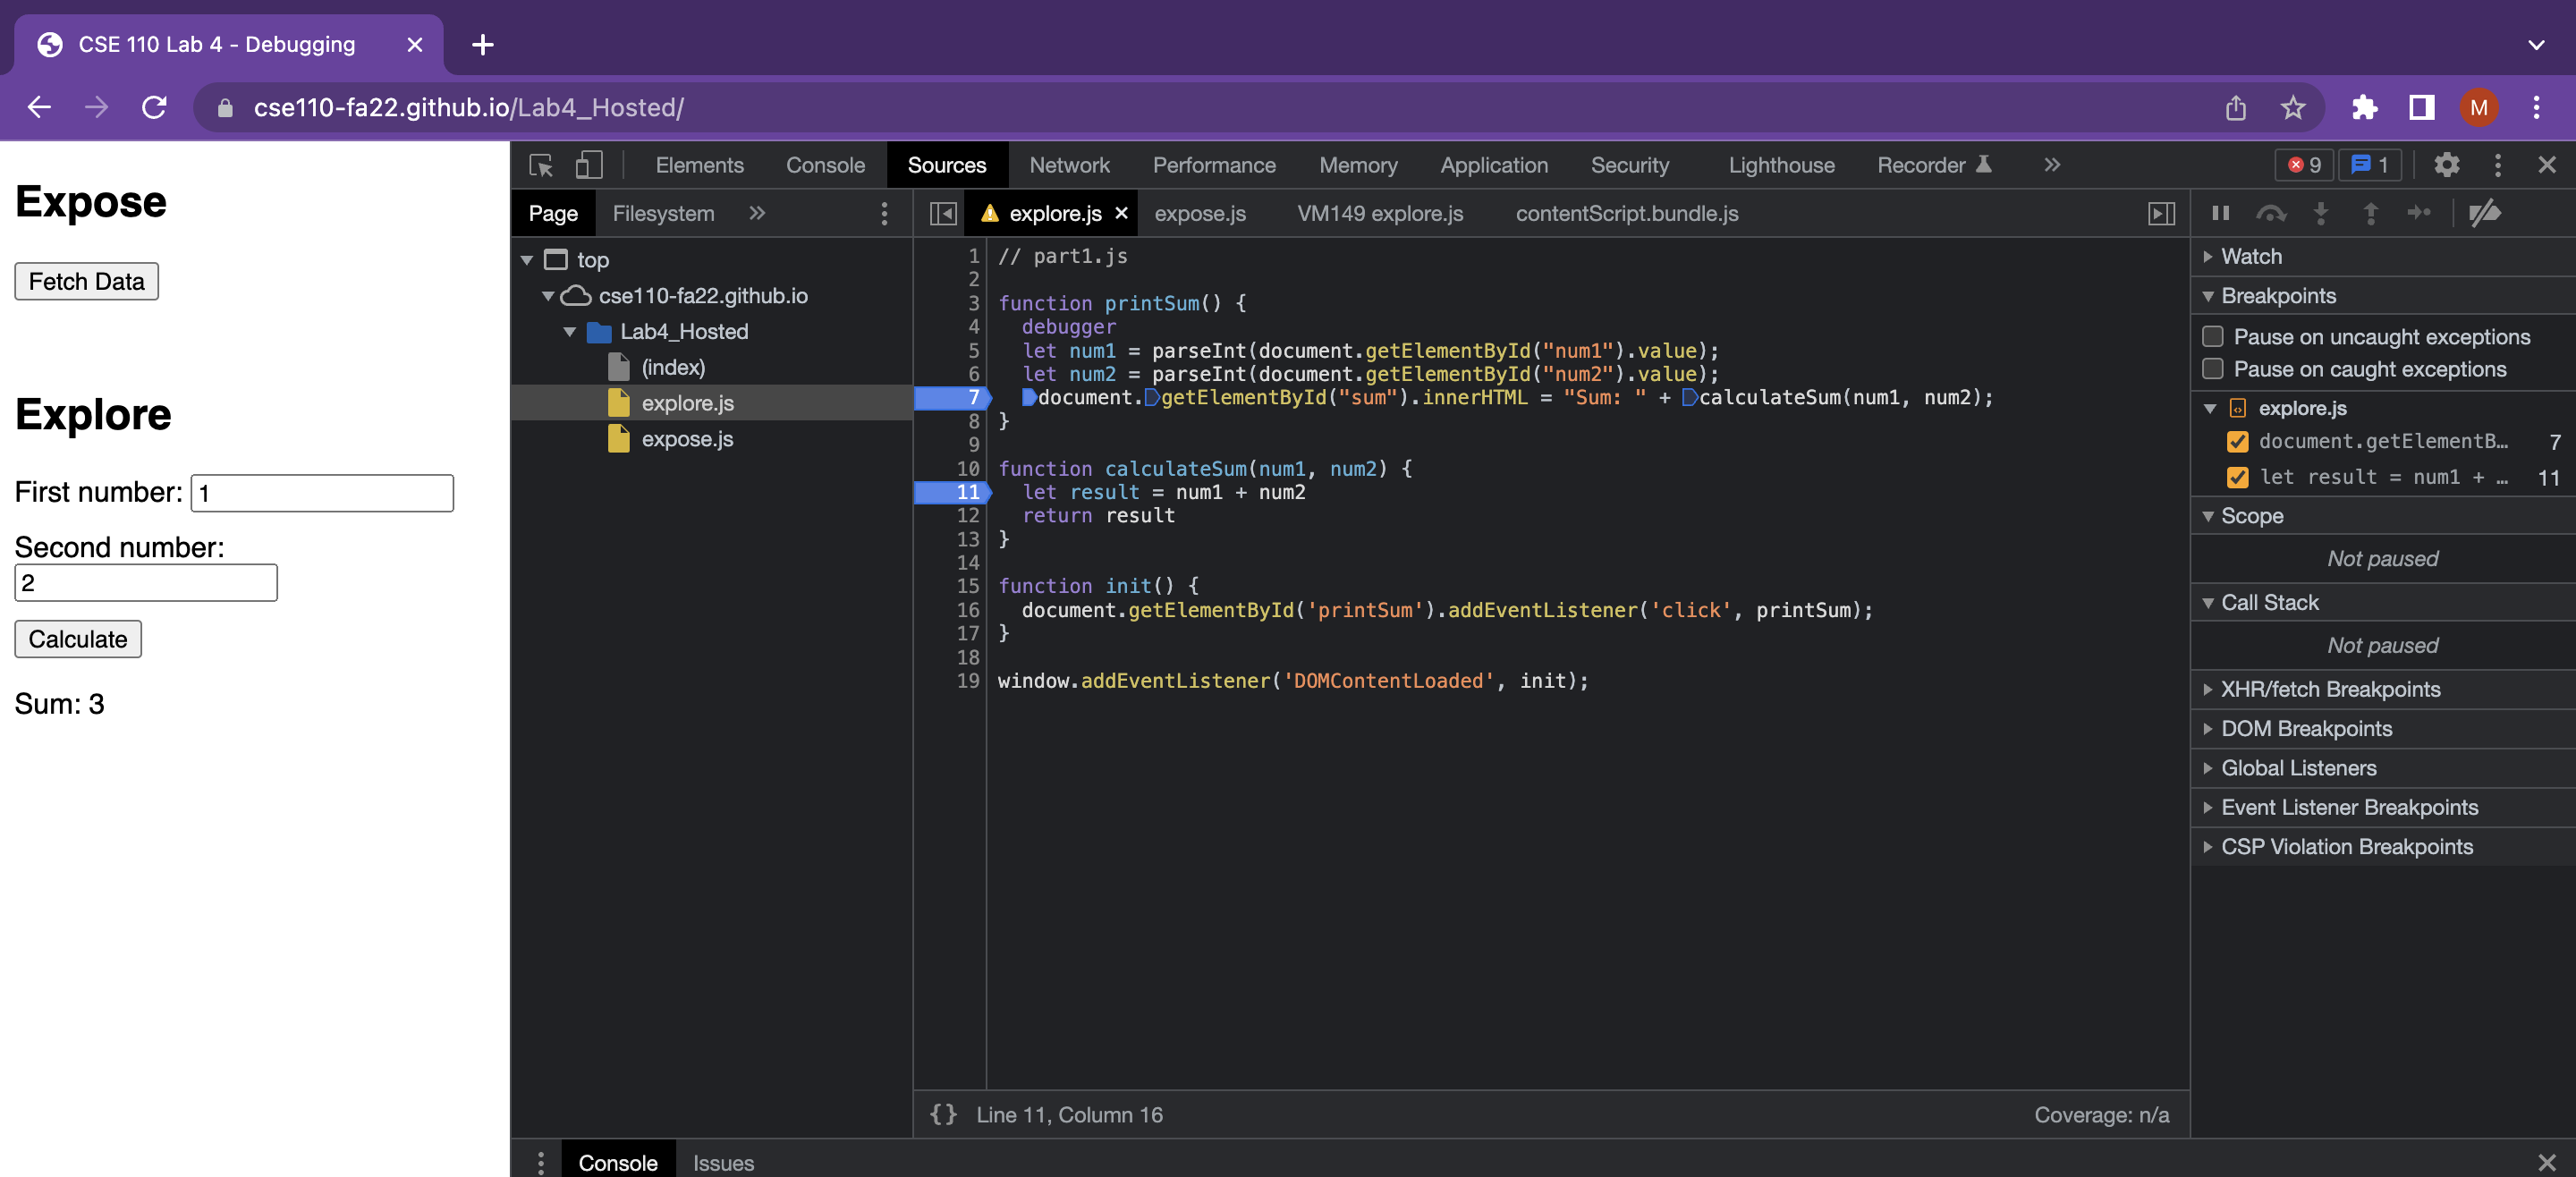 CSE 110 Lab 4 - Debugging
cse110-fa22.github.io/Lab4_Hosted/
M
Expose
Fetch Data
Explore
First number: 1
Second number:
2
Calculate
Sum: 3
Elements Console Sources Network Performance Memory Application Security Lighthouse Recorder
9 1
Page Filesystem
top
cse110-fa22.github.io
Lab4_Hosted
(index)
explore.js
expose.js
explore.js expose.js VM149 explore.js contentScript.bundle.js
1 // part1.js
2
3 function printSum() {
4 debugger
5 let num1 = parseInt(document.getElementById("num1").value);
6 let num2 = parseInt(document.getElementById("num2").value);
7 document.getElementById("sum").innerHTML = "Sum: " + calculateSum(num1, num2);
8 }
9
10 function calculateSum(num1, num2) {
11 let result = num1 + num2
12 return result
13 }
14
15 function init() {
16 document.getElementById('printSum').addEventListener('click', printSum);
17 }
18
19 window.addEventListener('DOMContentLoaded', init);
{} Line 11, Column 16
Coverage: n/a
Watch
Breakpoints
Pause on uncaught exceptions
Pause on caught exceptions
explore.js
document.getElementB… 7
let result = num1 + … 11
Scope
Not paused
Call Stack
Not paused
XHR/fetch Breakpoints
DOM Breakpoints
Global Listeners
Event Listener Breakpoints
CSP Violation Breakpoints
Console Issues